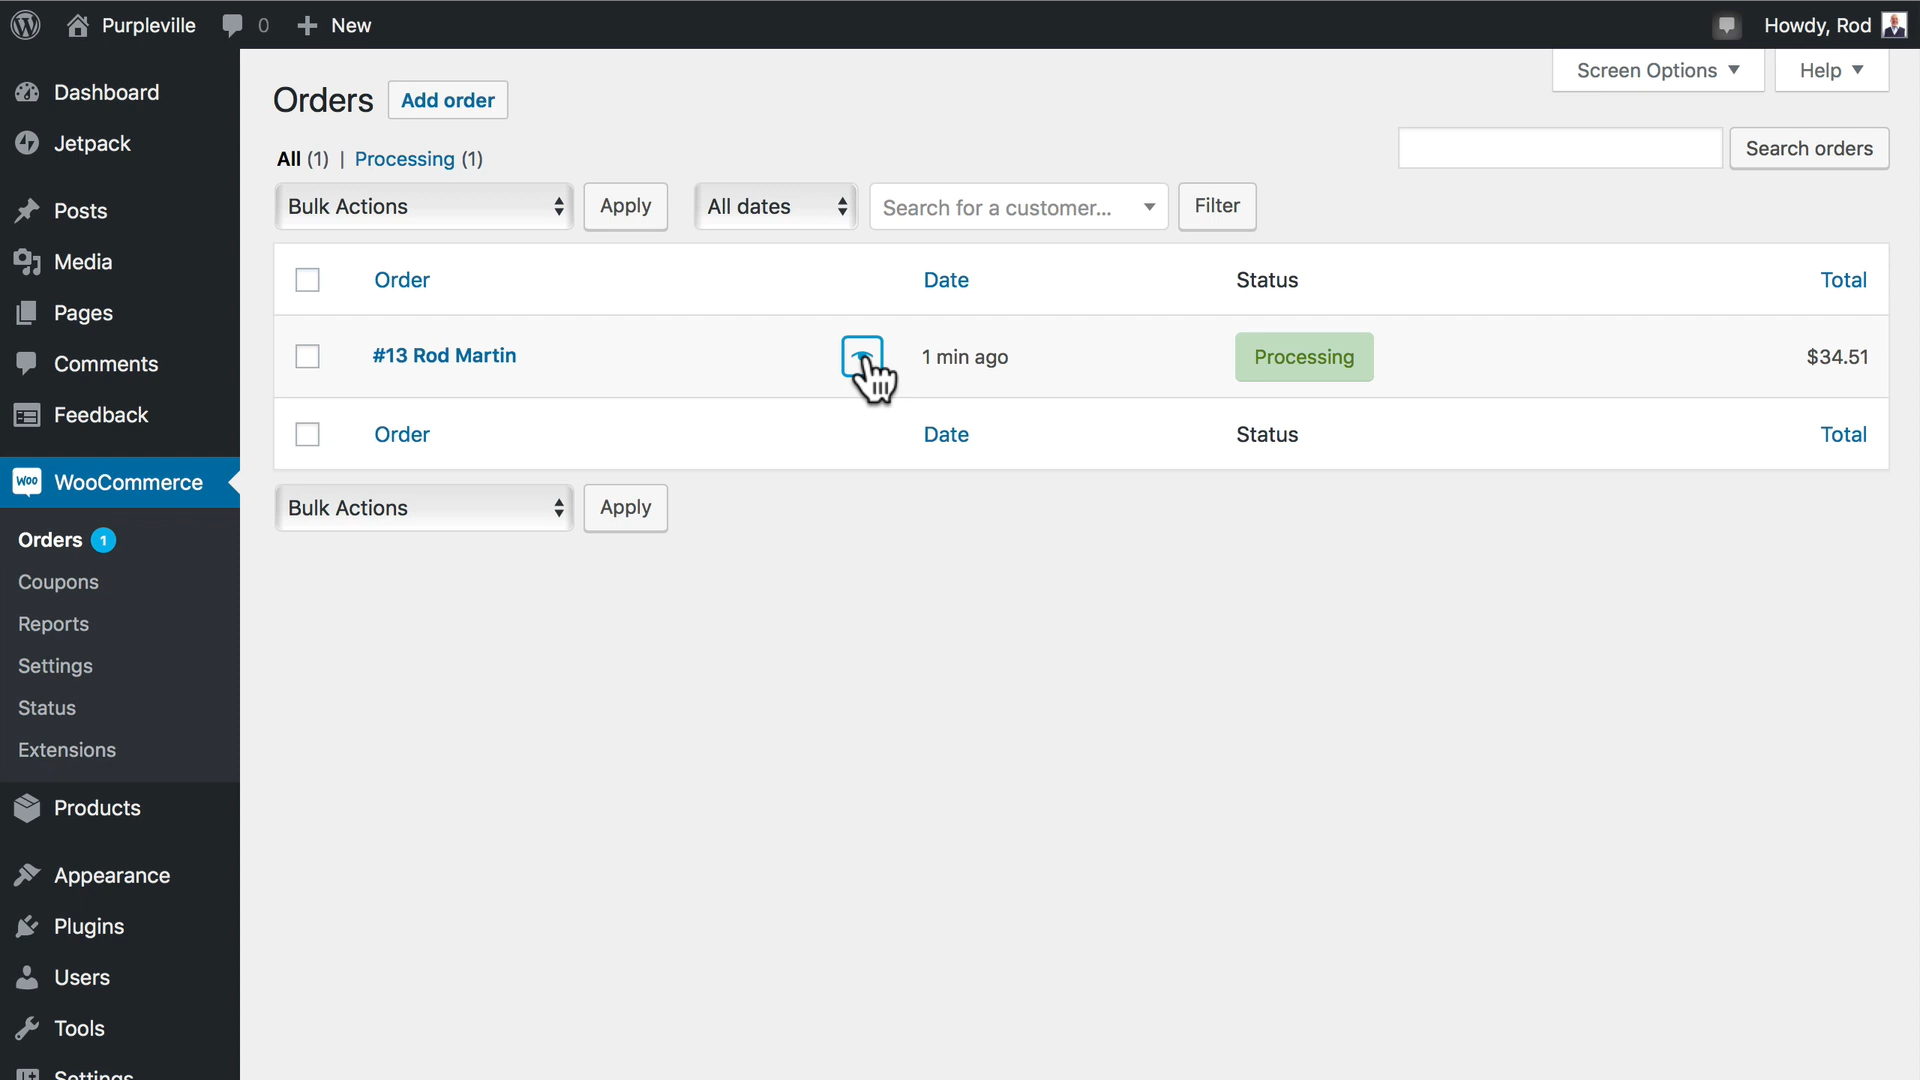 Purpleville 0 New
Howdy, Rod
Screen Options Help
Dashboard
Jetpack
Posts
Media
Pages
Comments
Feedback
WOO WooCommerce
Orders 1
Coupons
Reports
Settings
Status
Extensions
Products
Appearance
Plugins
Users
Tools
Settings
Orders Add order
All (1) | Processing (1)
Search orders
Bulk Actions Apply All dates Search for a customer... Filter
Order Date Status Total
#13 Rod Martin 1 min ago Processing $34.51
Order Date Status Total
Bulk Actions Apply